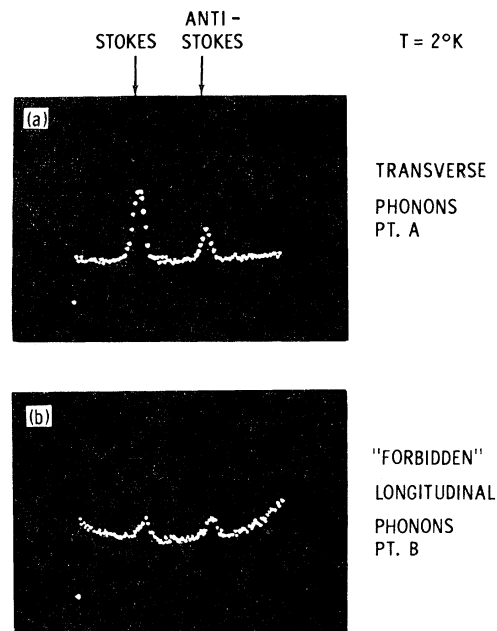 STOKES
ANTI-
STOKES
T = 2°K
(a)
TRANSVERSE
PHONONS
PT. A
(b)
"FORBIDDEN"
LONGITUDINAL
PHONONS
PT. B